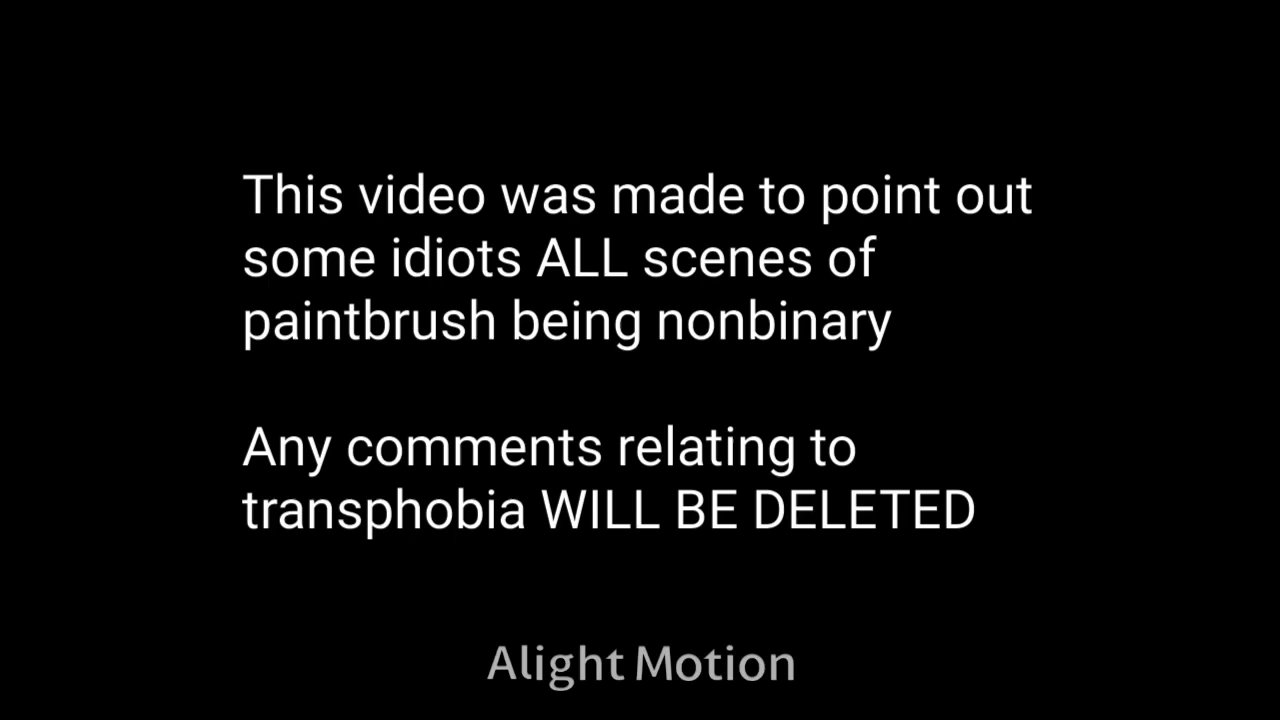 This video was made to point out
some idiots ALL scenes of
paintbrush being nonbinary
Any comments relating to
transphobia WILL BE DELETED
Alight Motion